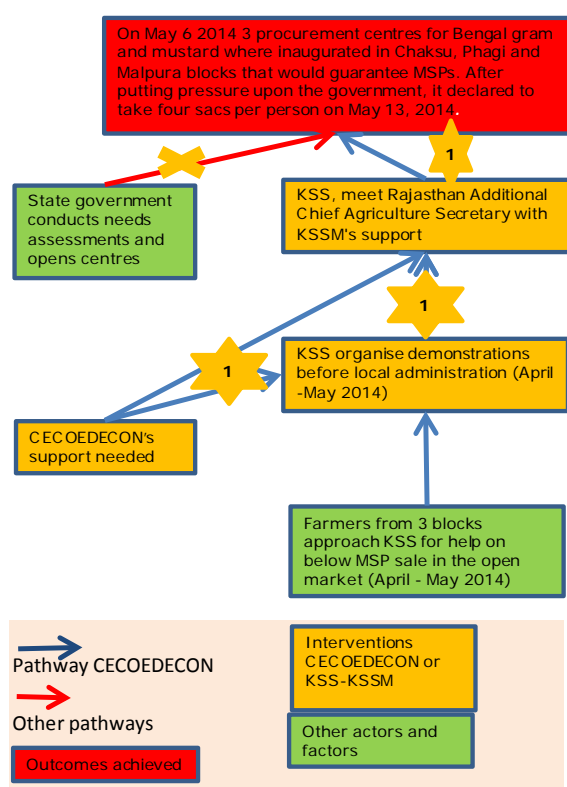 On May 6 2014 3 procurement centres for Bengal gram
and mustard where inaugurated in Chaksu, Phagi and
Malpura blocks that would guarantee MSPs. After
putting pressure upon the government, it declared to
take four sacs per person on May 13, 2014.
1
State government
conducts needs
assessments and
opens centres
KSS, meet Rajasthan Additional
Chief Agriculture Secretary with
KSSM's support
1
1
KSS organise demonstrations
before local administration (April
-May 2014)
CECOEDECON's
support needed
Farmers from 3 blocks
approach KSS for help on
below MSP sale in the open
market (April - May 2014)
Pathway CECOEDECON
Other pathways
Outcomes achieved
Interventions
CECOEDECON or
KSS-KSSM
Other actors and
factors